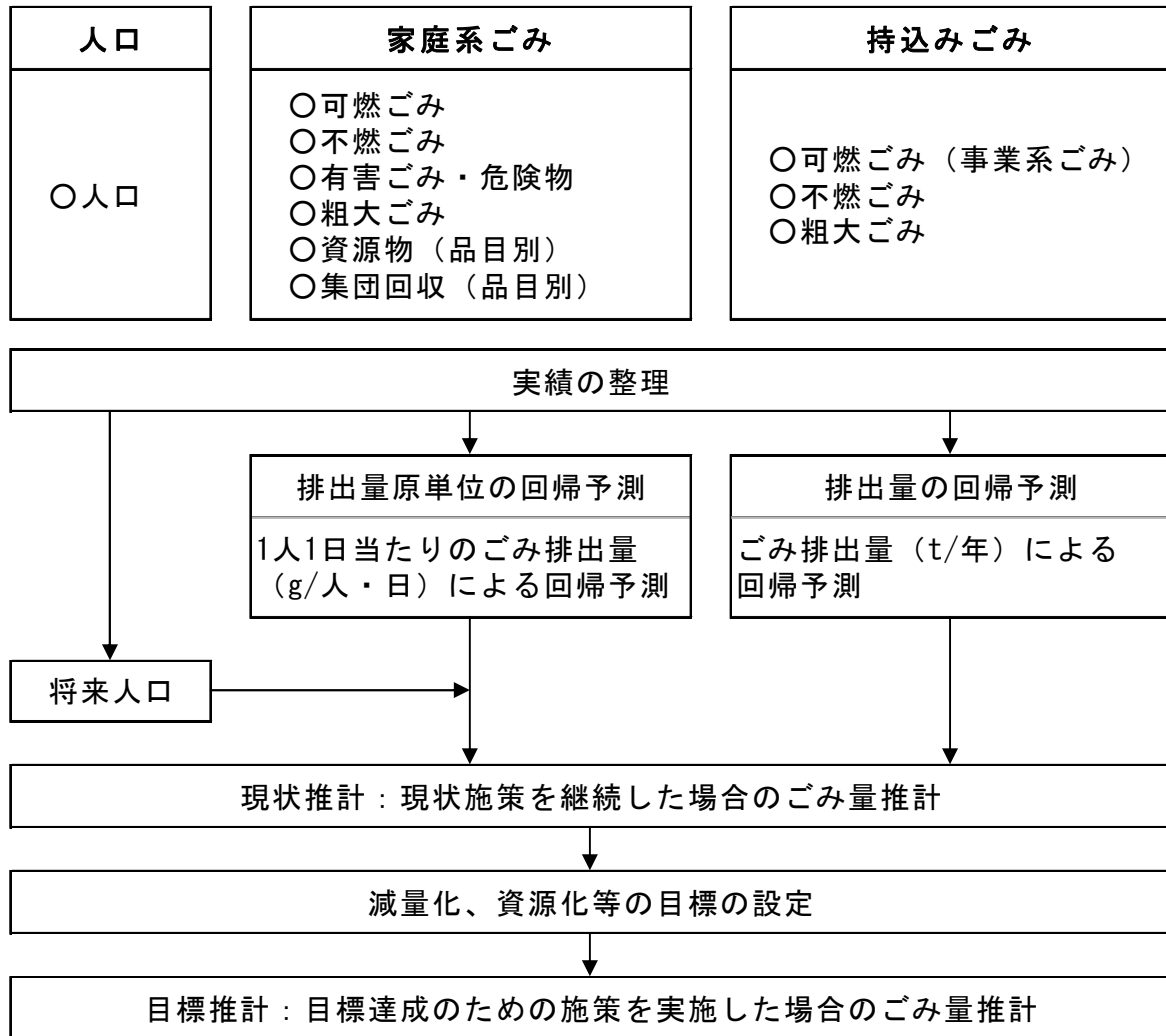 人口
家庭系ごみ
持込みごみ
○人口
○可燃ごみ
○不燃ごみ
○有害ごみ・危険物
○粗大ごみ
○資源物（品目別）
○集団回収（品目別）
○可燃ごみ（事業系ごみ）
○不燃ごみ
○粗大ごみ
実績の整理
排出量原単位の回帰予測
1人1日当たりのごみ排出量
（g/人・日）による回帰予測
排出量の回帰予測
ごみ排出量（t/年）による
回帰予測
将来人口
現状推計：現状施策を継続した場合のごみ量推計
減量化、資源化等の目標の設定
目標推計：目標達成のための施策を実施した場合のごみ量推計